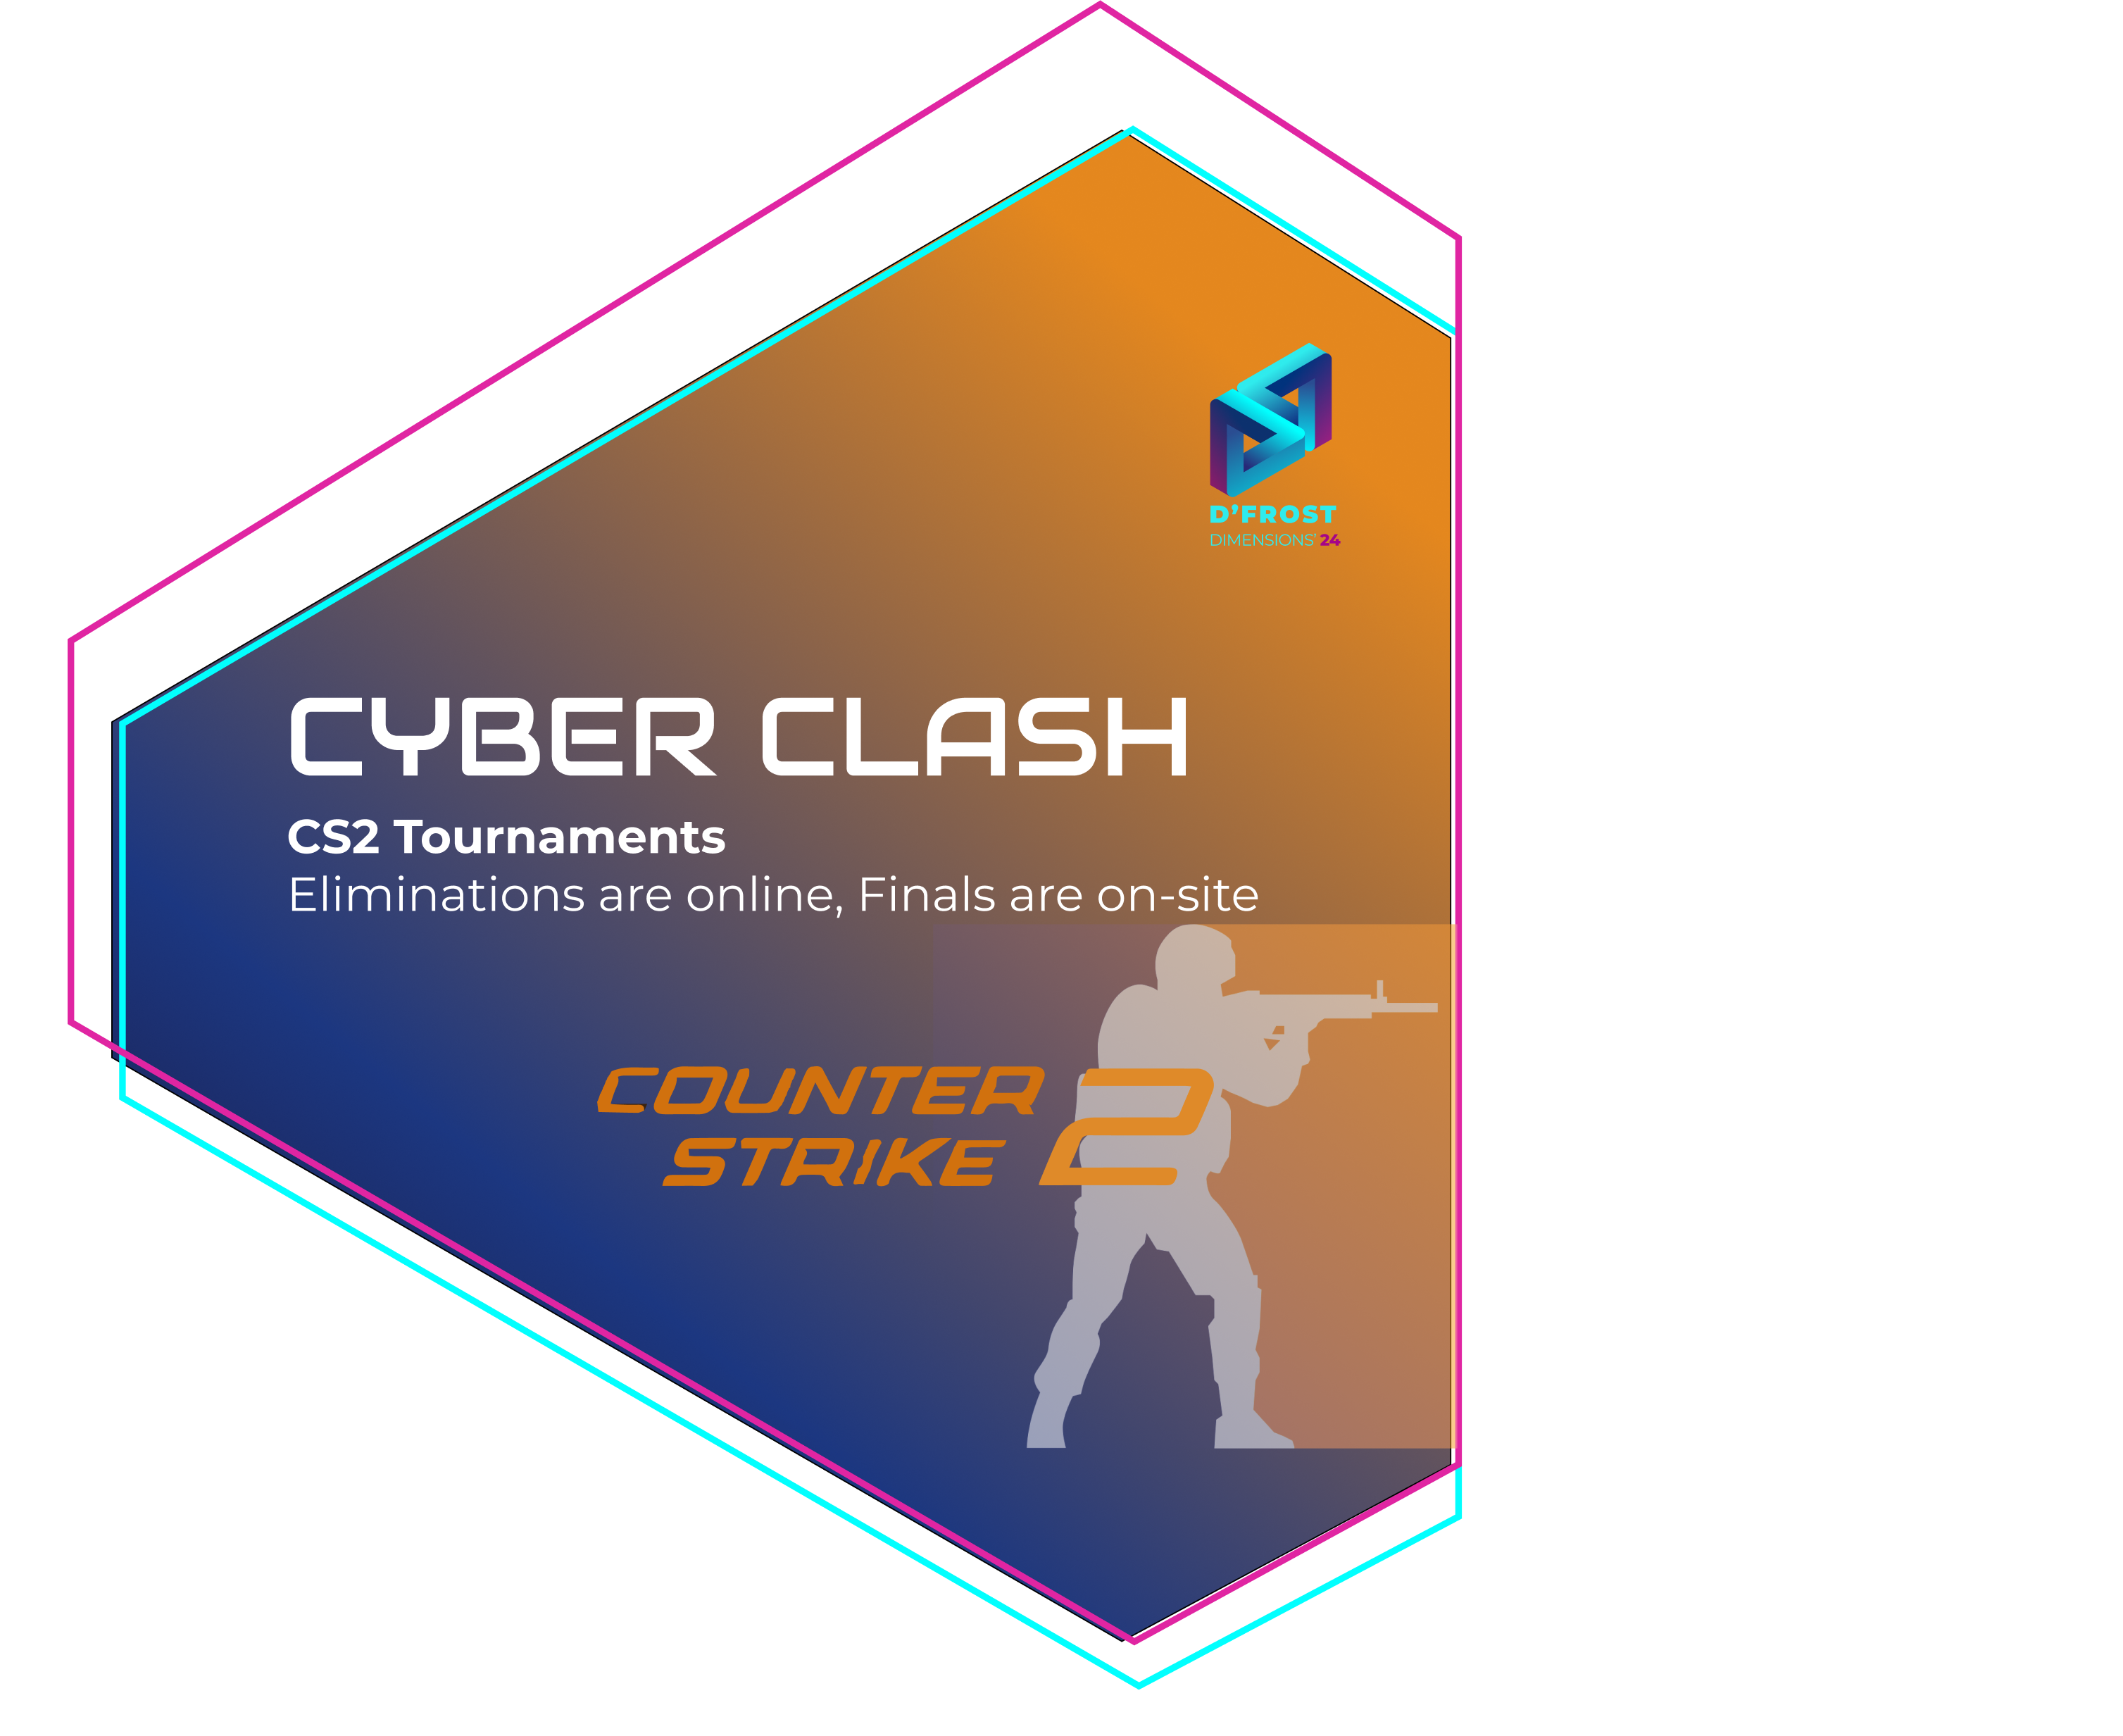 D'FROST
DIMENSIONS' 24
CYBER CLASH
CS2 Tournaments
Eliminations are online, Finals are on-site
COUNTER
STRIKE 2